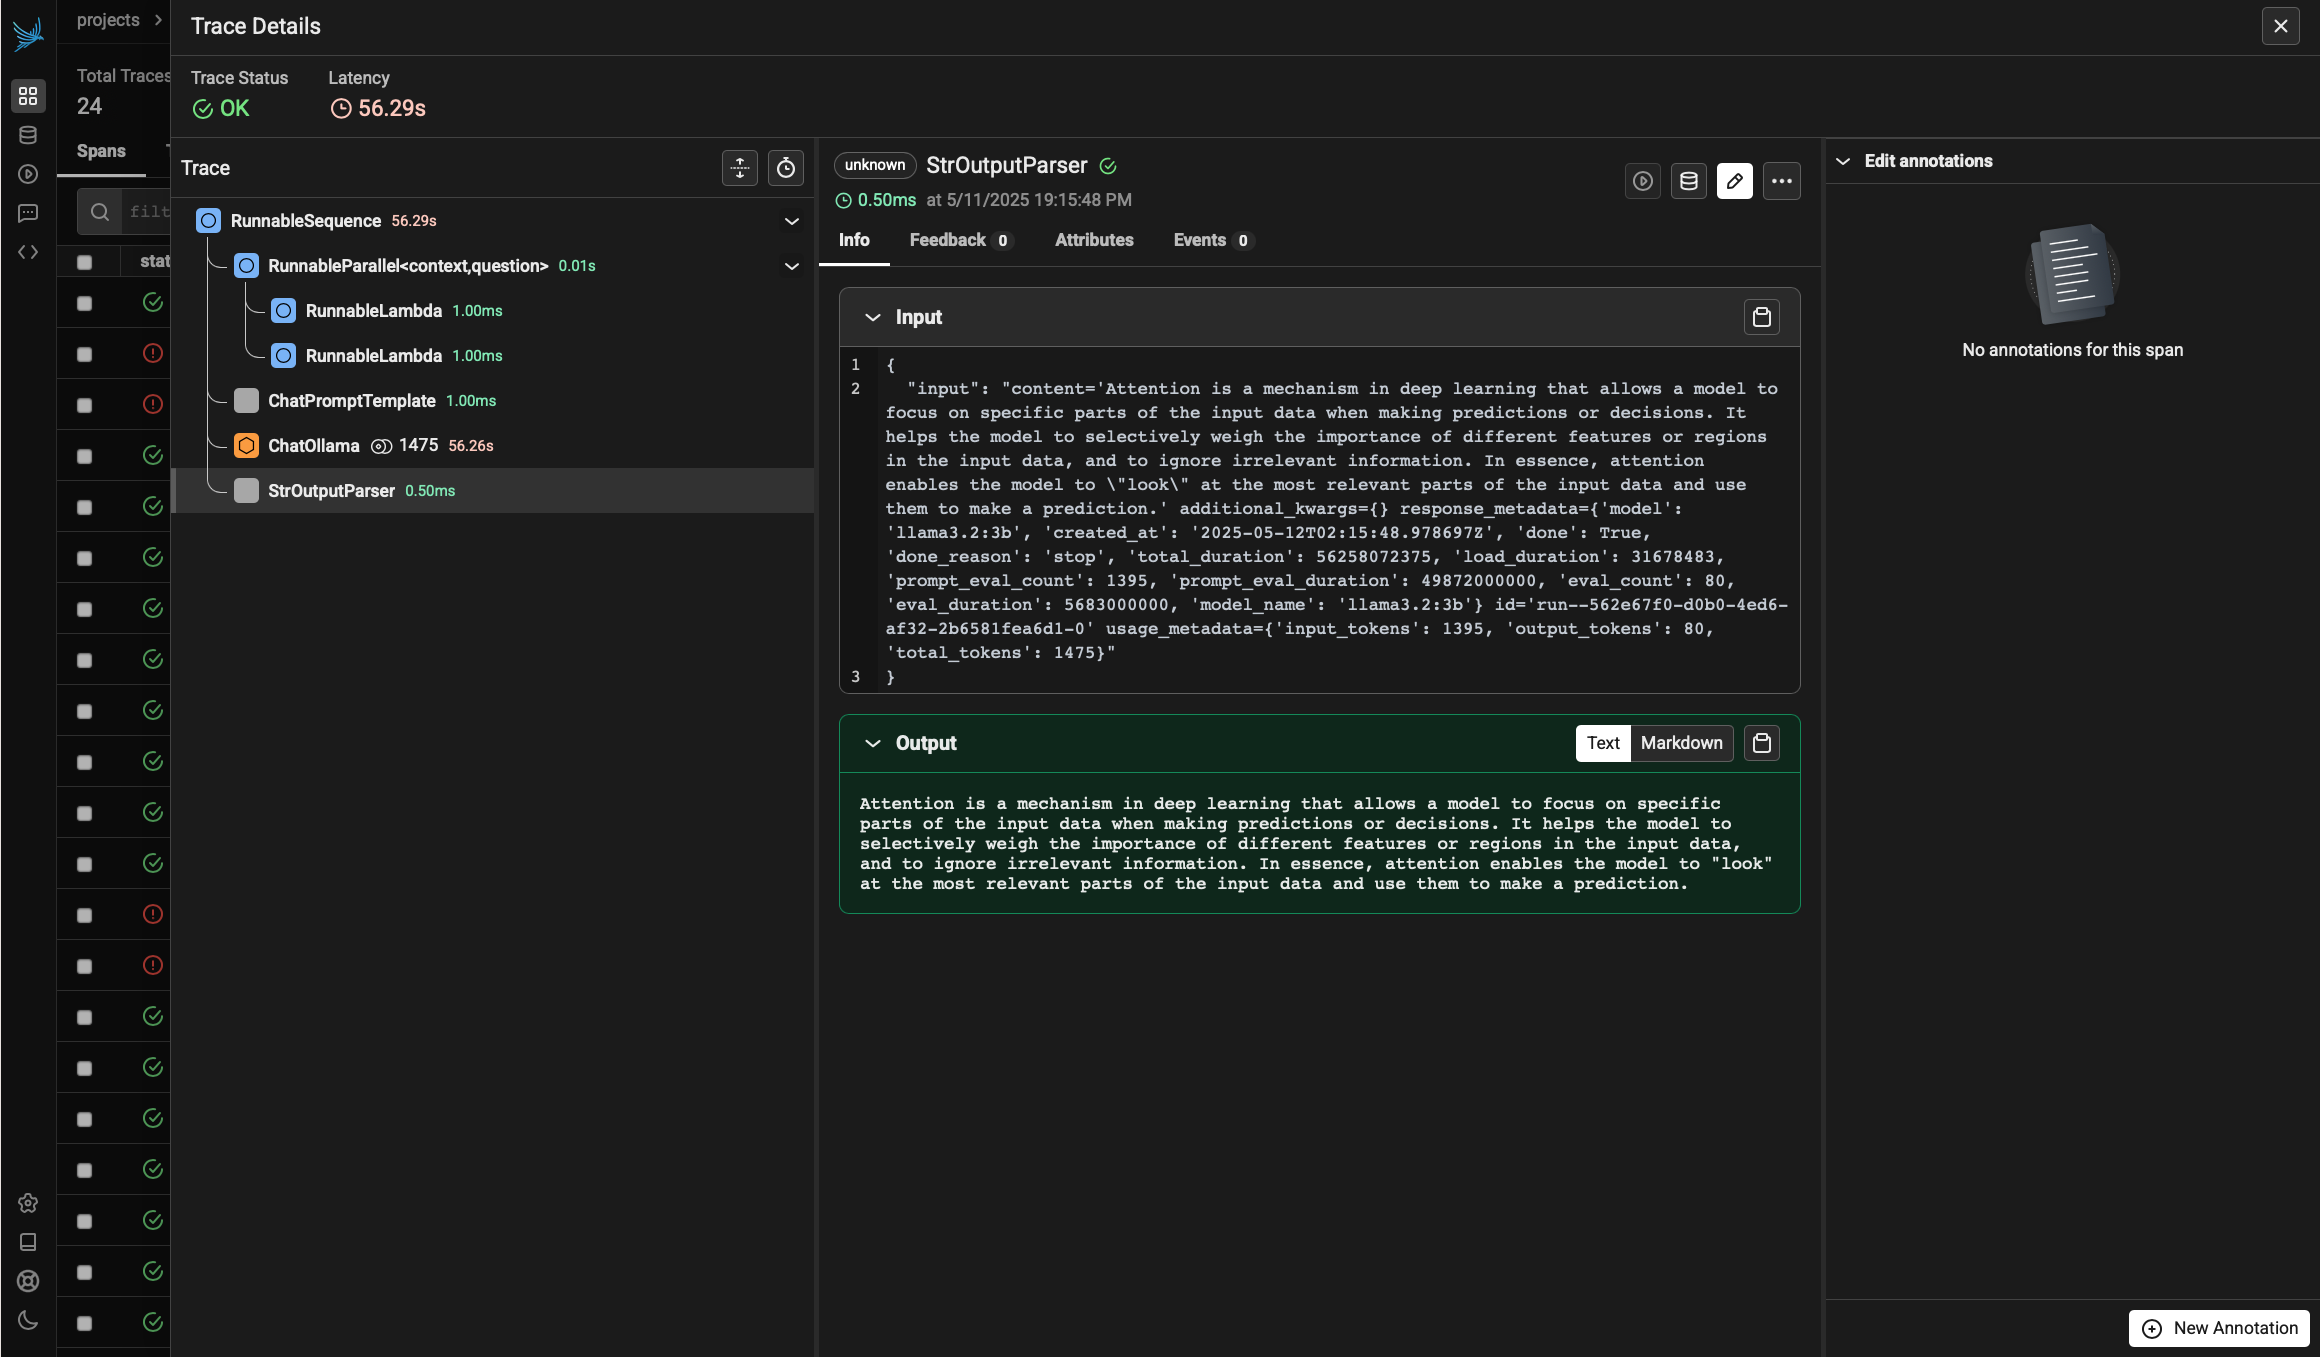 projects
Trace Details
Total Traces
24
Trace Status
Latency
OK
56.29s
Spans
Trace
stat
RunnableSequence 56.29s
RunnableParallel<context,question> 0.01s
RunnableLambda 1.00ms
RunnableLambda 1.00ms
ChatPromptTemplate 1.00ms
ChatOllama 1475 56.26s
StrOutputParser 0.50ms
unknown StrOutputParser
0.50ms at 5/11/2025 19:15:48 PM
Info Feedback 0 Attributes Events 0
Input
1 {
2 "input": "content='Attention is a mechanism in deep learning that allows a model to
focus on specific parts of the input data when making predictions or decisions. It
helps the model to selectively weigh the importance of different features or regions
in the input data, and to ignore irrelevant information. In essence, attention
enables the model to \"look\" at the most relevant parts of the input data and use
them to make a prediction.' additional_kwargs={} response_metadata={'model':
'llama3.2:3b', 'created_at': '2025-05-12T02:15:48.978697Z', 'done': True,
'done_reason': 'stop', 'total_duration': 56258072375, 'load_duration': 31678483,
'prompt_eval_count': 1395, 'prompt_eval_duration': 49872000000, 'eval_count': 80,
'eval_duration': 5683000000, 'model_name': 'llama3.2:3b'} id='run--562e67f0-d0b0-4ed6-
af32-2b6581fea6d1-0' usage_metadata={'input_tokens': 1395, 'output_tokens': 80,
'total_tokens': 1475}"
3 }
Output
Text Markdown
Attention is a mechanism in deep learning that allows a model to focus on specific
parts of the input data when making predictions or decisions. It helps the model to
selectively weigh the importance of different features or regions in the input data,
and to ignore irrelevant information. In essence, attention enables the model to "look"
at the most relevant parts of the input data and use them to make a prediction.
Edit annotations
No annotations for this span
New Annotation